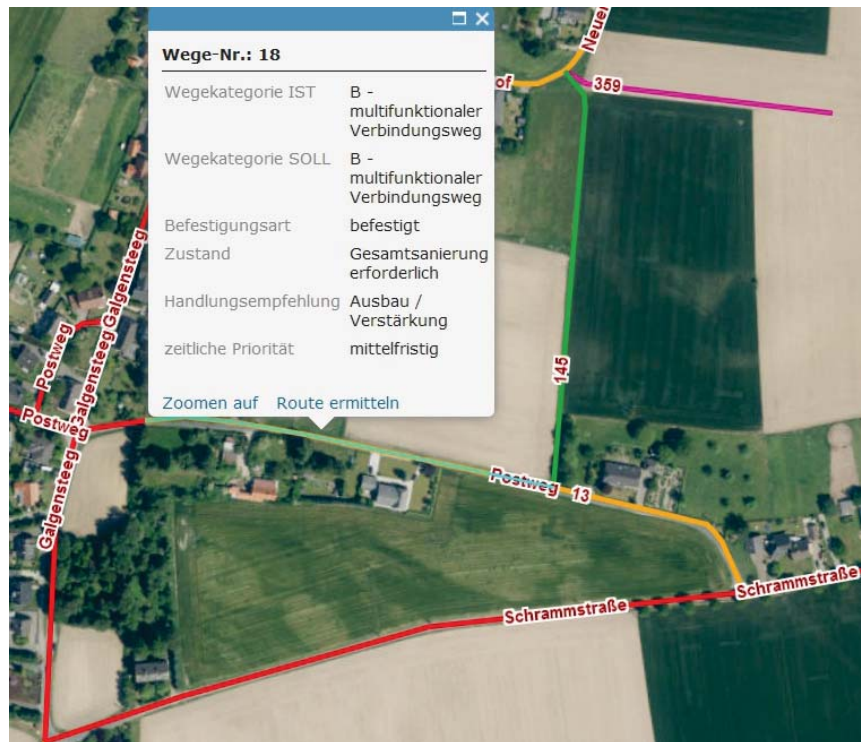 Wege-Nr.: 18
Wegekategorie IST B -
multifunktionaler
Verbindungsweg
Wegekategorie SOLL B -
multifunktionaler
Verbindungsweg
Befestigungsart befestigt
Zustand Gesamtsanierung
erforderlich
Handlungsempfehlung Ausbau /
Verstärkung
zeitliche Priorität mittelfristig
Zoomen auf Route ermitteln
of
359
Galgensteeg
Postweg
Galgensteeg
145
Postweg
Galgensteeg
Postweg 13
Schrammstraße
Schrammstraße